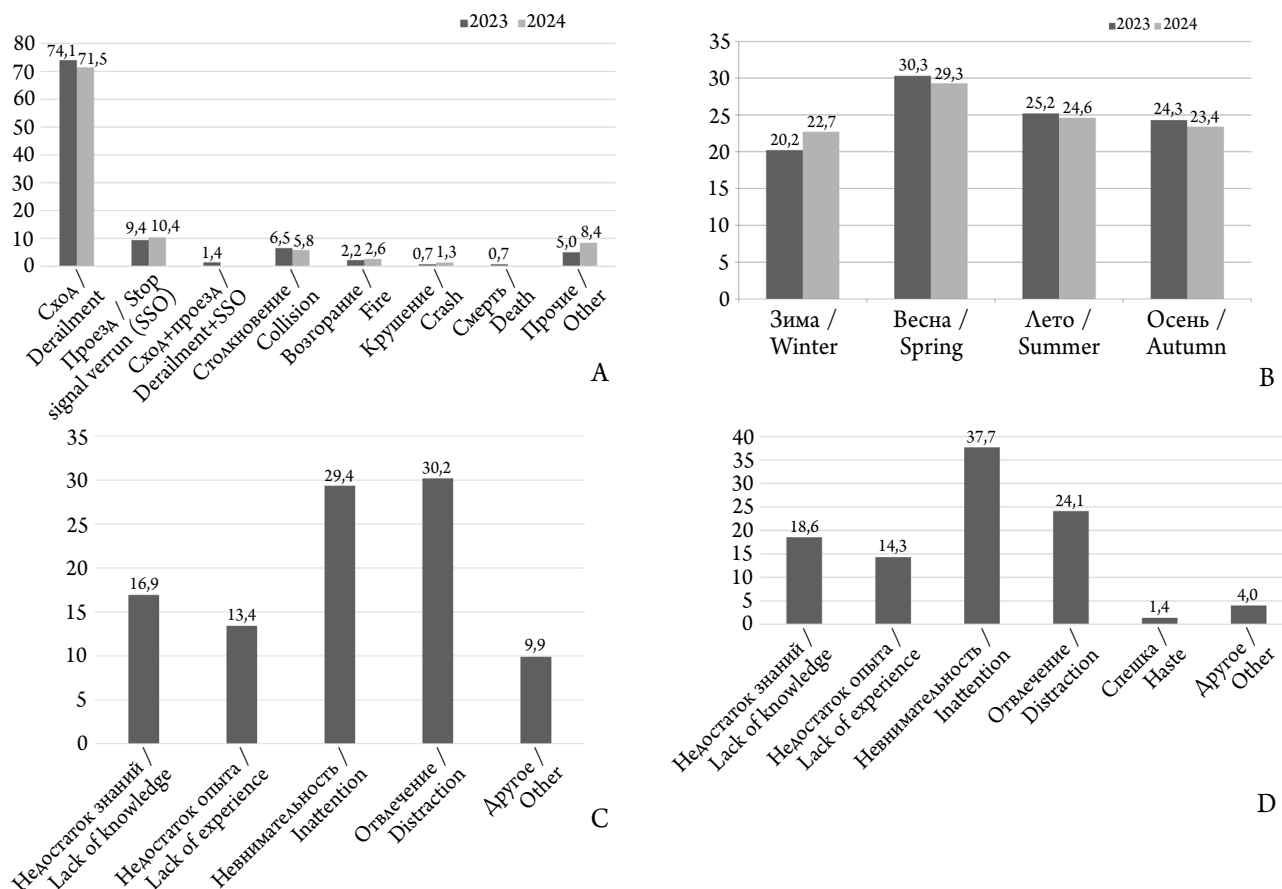 2023 2024
80
70
60
50
40
30
20
10
0
74,1
71,5
9,4
10,4
1,4
6,5
5,8
2,2
2,6
0,7
1,3
0,7
5,0
8,4
Сход /
Derailment
Проезд / Stop
signal verrun (SSO)
Сход+проезд /
Derailment+SSO
Столкновение /
Collision
Возгорание /
Fire
Крушение /
Crash
Смерть /
Death
Прочие /
Other
A
2023 2024
35
30
25
20
15
10
5
0
20,2
22,7
30,3
29,3
25,2
24,6
24,3
23,4
Зима /
Winter
Весна /
Spring
Лето /
Summer
Осень /
Autumn
B
35
30
25
20
15
10
5
0
16,9
13,4
29,4
30,2
9,9
Недостаток знаний /
Lack of knowledge
Недостаток опыта /
Lack of experience
Невнимательность /
Inattention
Отвлечение /
Distraction
Другое /
Other
C
40
35
30
25
20
15
10
5
0
18,6
14,3
37,7
24,1
1,4
4,0
Недостаток знаний /
Lack of knowledge
Недостаток опыта /
Lack of experience
Невнимательность /
Inattention
Отвлечение /
Distraction
Спешка /
Haste
Другое /
Other
D